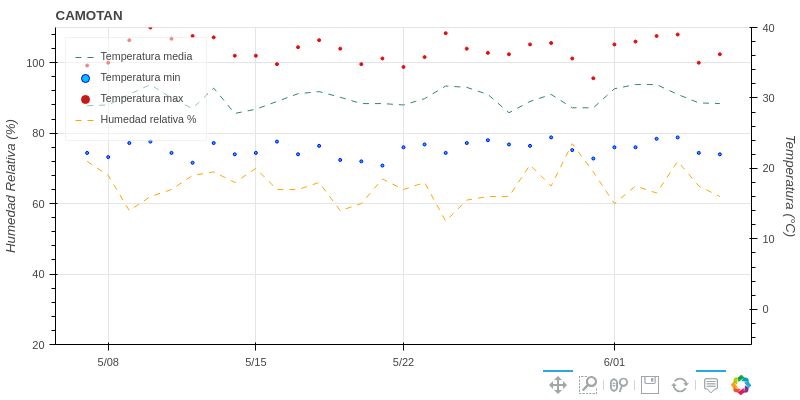 CAMOTAN
Temperatura media
Temperatura min
Temperatura max
Humedad relativa %
Humedad Relativa (%)
100
80
60
40
20
40
30
20
10
0
Temperatura (°C)
5/08
5/15
5/22
6/01